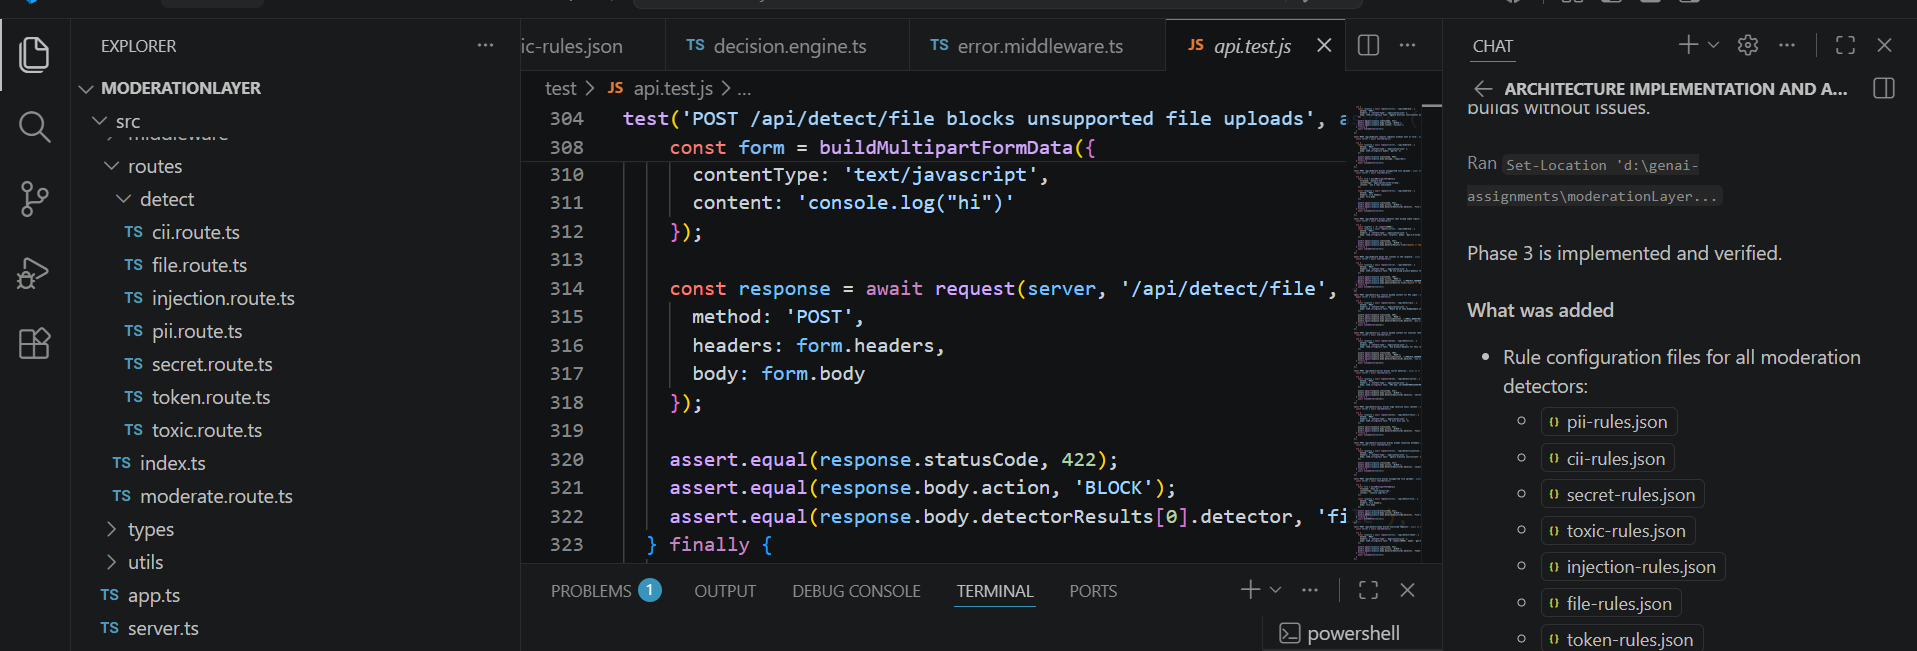 EXPLORER
MODERATIONLAYER
src
middleware
routes
detect
TS cii.route.ts
TS file.route.ts
TS injection.route.ts
TS pii.route.ts
TS secret.route.ts
TS token.route.ts
TS toxic.route.ts
TS index.ts
TS moderate.route.ts
types
utils
TS app.ts
TS server.ts
ic-rules.json
TS decision.engine.ts
TS error.middleware.ts
JS api.test.js
test > JS api.test.js > ...
304 test('POST /api/detect/file blocks unsupported file uploads', a
308 const form = buildMultipartFormData({
310 contentType: 'text/javascript',
311 content: 'console.log("hi")'
312 });
313
314 const response = await request(server, '/api/detect/file',
315 method: 'POST',
316 headers: form.headers,
317 body: form.body
318 });
319
320 assert.equal(response.statusCode, 422);
321 assert.equal(response.body.action, 'BLOCK');
322 assert.equal(response.body.detectorResults[0].detector, 'fi
323 } finally {
PROBLEMS 1
OUTPUT
DEBUG CONSOLE
TERMINAL
PORTS
powershell
CHAT
ARCHITECTURE IMPLEMENTATION AND A...
builds without issues.
Ran Set-Location 'd:\genai-
assignments\moderationLayer...
Phase 3 is implemented and verified.
What was added
• Rule configuration files for all moderation
detectors:
{} pii-rules.json
{} cii-rules.json
{} secret-rules.json
{} toxic-rules.json
{} injection-rules.json
{} file-rules.json
{} token-rules.json